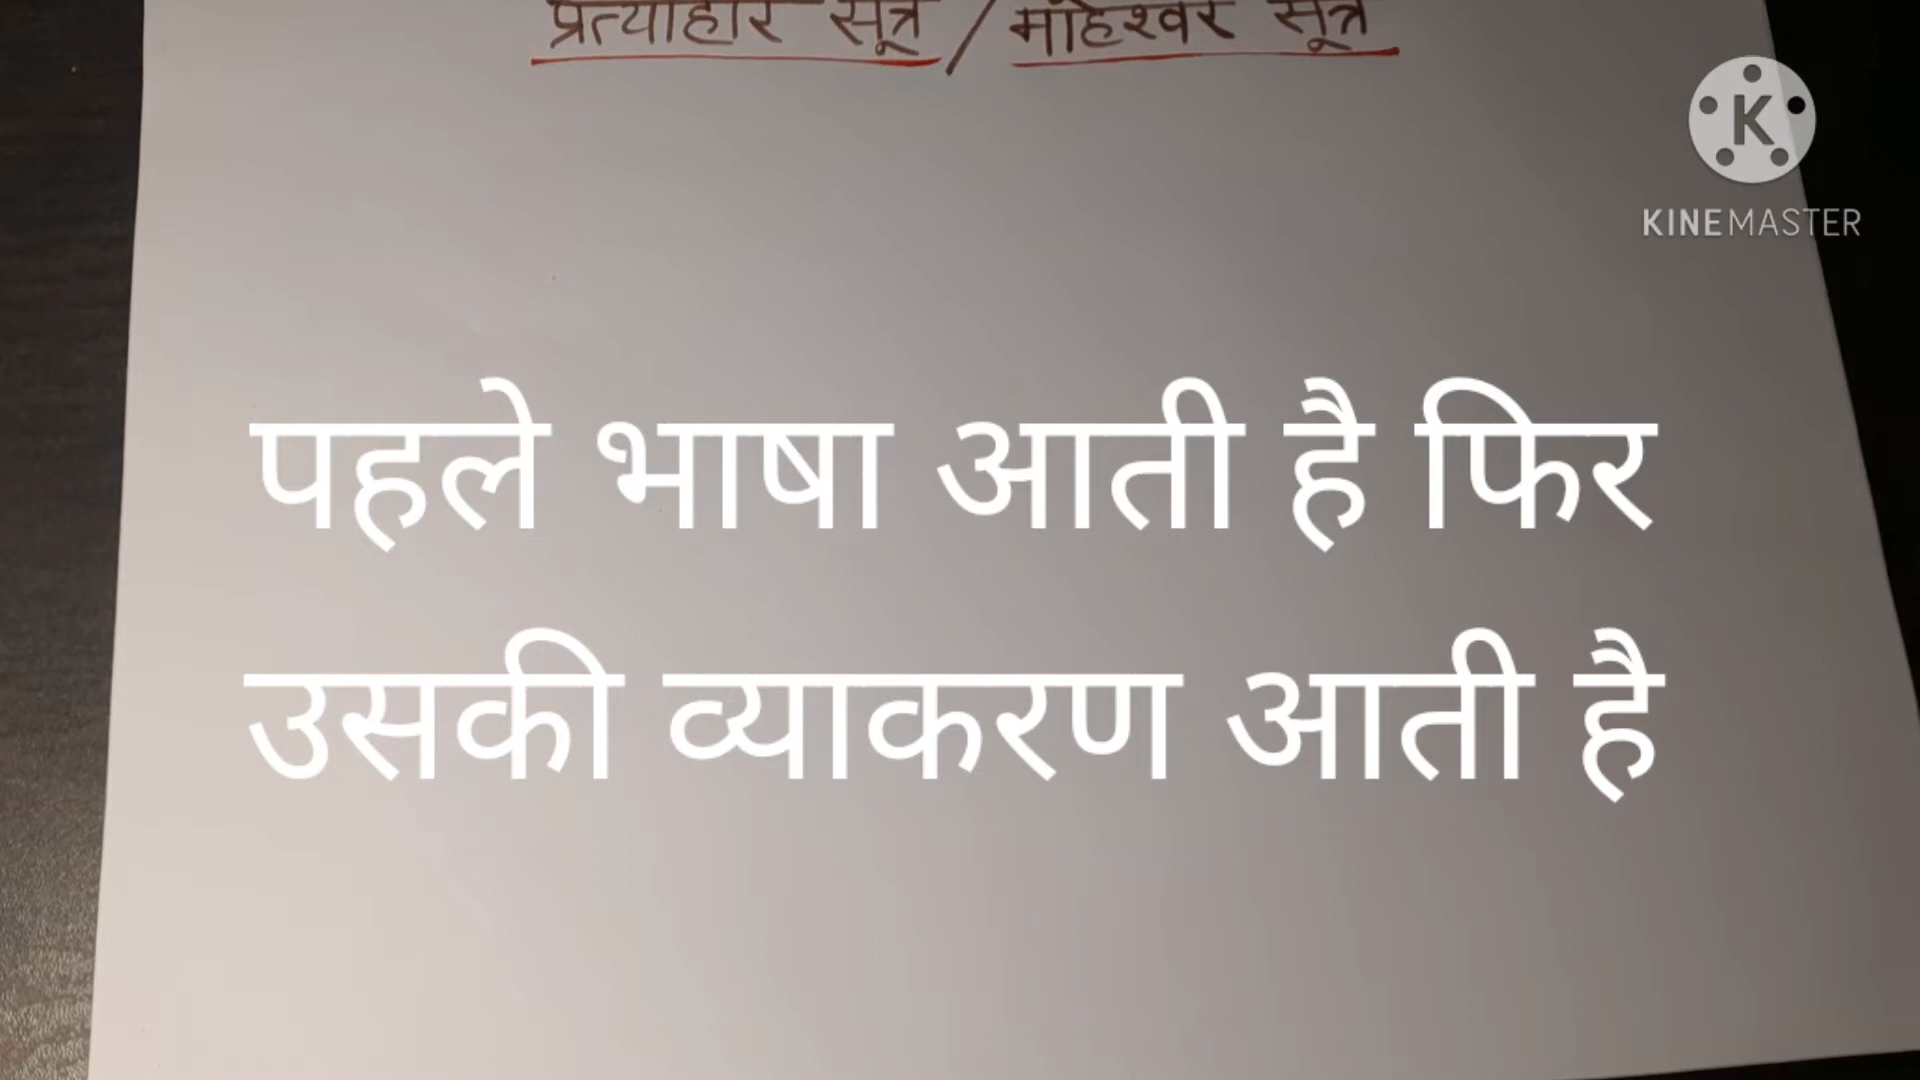 प्रत्याहार सूत्र / माहेश्वर सूत्र
KINEMASTER
पहले भाषा आती है फिर
उसकी व्याकरण आती है